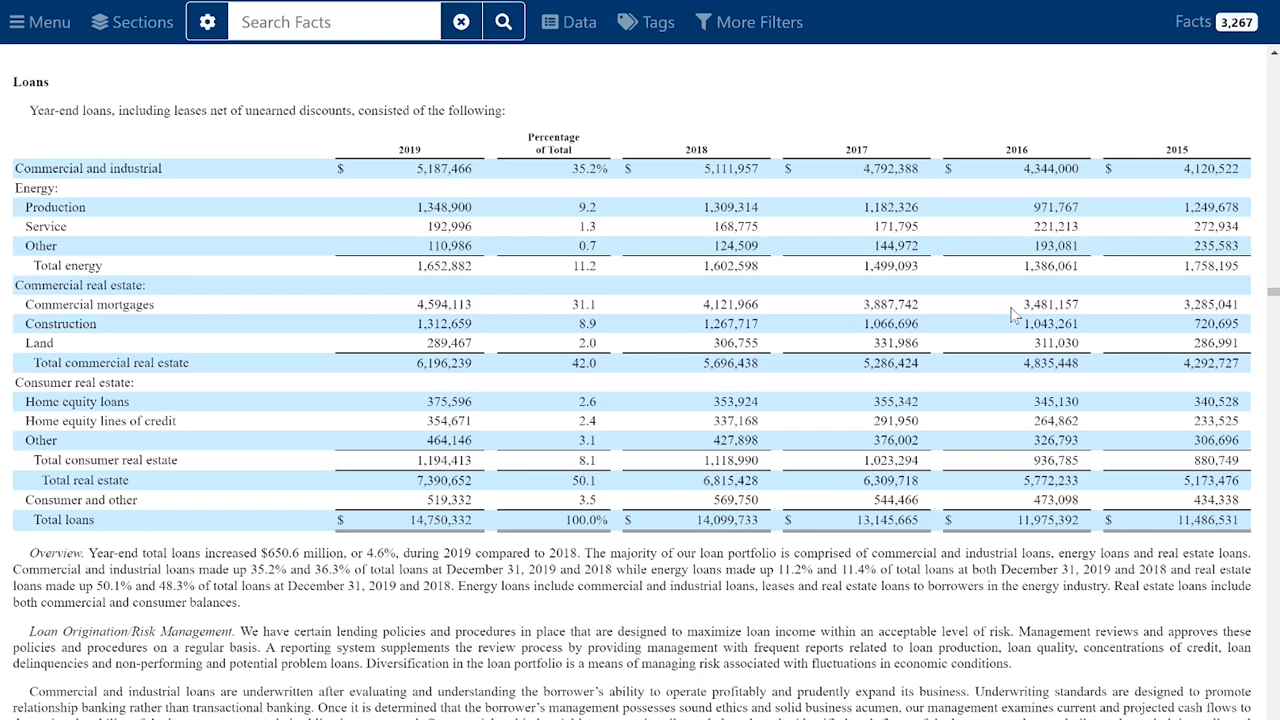 Menu Sections Search Facts Data Tags More Filters Facts 3,267
Loans
Year-end loans, including leases net of unearned discounts, consisted of the following:
2019 Percentage of Total 2018 2017 2016 2015
Commercial and industrial $ 5,187,466 35.2% $ 5,111,957 $ 4,792,388 $ 4,344,000 $ 4,120,522
Energy:
Production 1,348,900 9.2 1,309,314 1,182,326 971,767 1,249,678
Service 192,996 1.3 168,775 171,795 221,213 272,934
Other 110,986 0.7 124,509 144,972 193,081 235,583
Total energy 1,652,882 11.2 1,602,598 1,499,093 1,386,061 1,758,195
Commercial real estate:
Commercial mortgages 4,594,113 31.1 4,121,966 3,887,742 3,481,157 3,285,041
Construction 1,312,659 8.9 1,267,717 1,066,696 1,043,261 720,695
Land 289,467 2.0 306,755 331,986 311,030 286,991
Total commercial real estate 6,196,239 42.0 5,696,438 5,286,424 4,835,448 4,292,727
Consumer real estate:
Home equity loans 375,596 2.6 353,924 355,342 345,130 340,528
Home equity lines of credit 354,671 2.4 337,168 291,950 264,862 233,525
Other 464,146 3.1 427,898 376,002 326,793 306,696
Total consumer real estate 1,194,413 8.1 1,118,990 1,023,294 936,785 880,749
Total real estate 7,390,652 50.1 6,815,428 6,309,718 5,772,233 5,173,476
Consumer and other 519,332 3.5 569,750 544,466 473,098 434,338
Total loans $ 14,750,332 100.0% $ 14,099,733 $ 13,145,665 $ 11,975,392 $ 11,486,531
Overview. Year-end total loans increased $650.6 million, or 4.6%, during 2019 compared to 2018. The majority of our loan portfolio is comprised of commercial and industrial loans, energy loans and real estate loans.
Commercial and industrial loans made up 35.2% and 36.3% of total loans at December 31, 2019 and 2018 while energy loans made up 11.2% and 11.4% of total loans at both December 31, 2019 and 2018 and real estate
loans made up 50.1% and 48.3% of total loans at December 31, 2019 and 2018. Energy loans include commercial and industrial loans, leases and real estate loans to borrowers in the energy industry. Real estate loans include
both commercial and consumer balances.
Loan Origination/Risk Management. We have certain lending policies and procedures in place that are designed to maximize loan income within an acceptable level of risk. Management reviews and approves these
policies and procedures on a regular basis. A reporting system supplements the review process by providing management with frequent reports related to loan production, loan quality, concentrations of credit, loan
delinquencies and non-performing and potential problem loans. Diversification in the loan portfolio is a means of managing risk associated with fluctuations in economic conditions.
Commercial and industrial loans are underwritten after evaluating and understanding the borrower's ability to operate profitably and prudently expand its business. Underwriting standards are designed to promote
relationship banking rather than transactional banking. Once it is determined that the borrower's management possesses sound ethics and solid business acumen, our management examines current and projected cash flows to